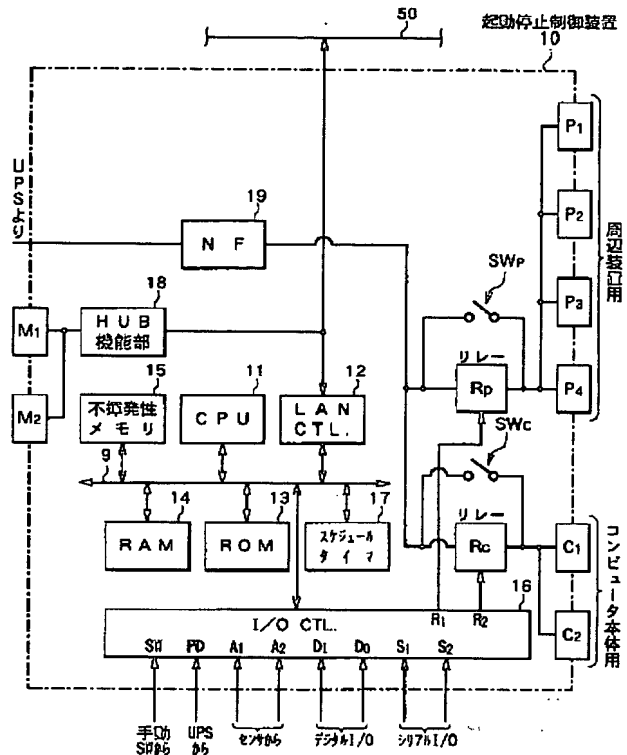 50
起動停止制御装置
10
UPSより
19
NF
18
HUB
機能部
M1
M2
15
不揮発性
メモリ
11
CPU
12
LAN
CTL.
9
14
RAM
13
ROM
17
スケジュール
タイマ
SWP
リレー
RP
SWC
リレー
RC
P1
P2
P3
P4
周辺装置用
C1
C2
コンピュータ本体用
16
I/O CTL.
R1
R2
SW
PD
A1
A2
DI
DO
S1
S2
手動
SWから
UPS
から
センサから
デジタルI/O
シリアルI/O